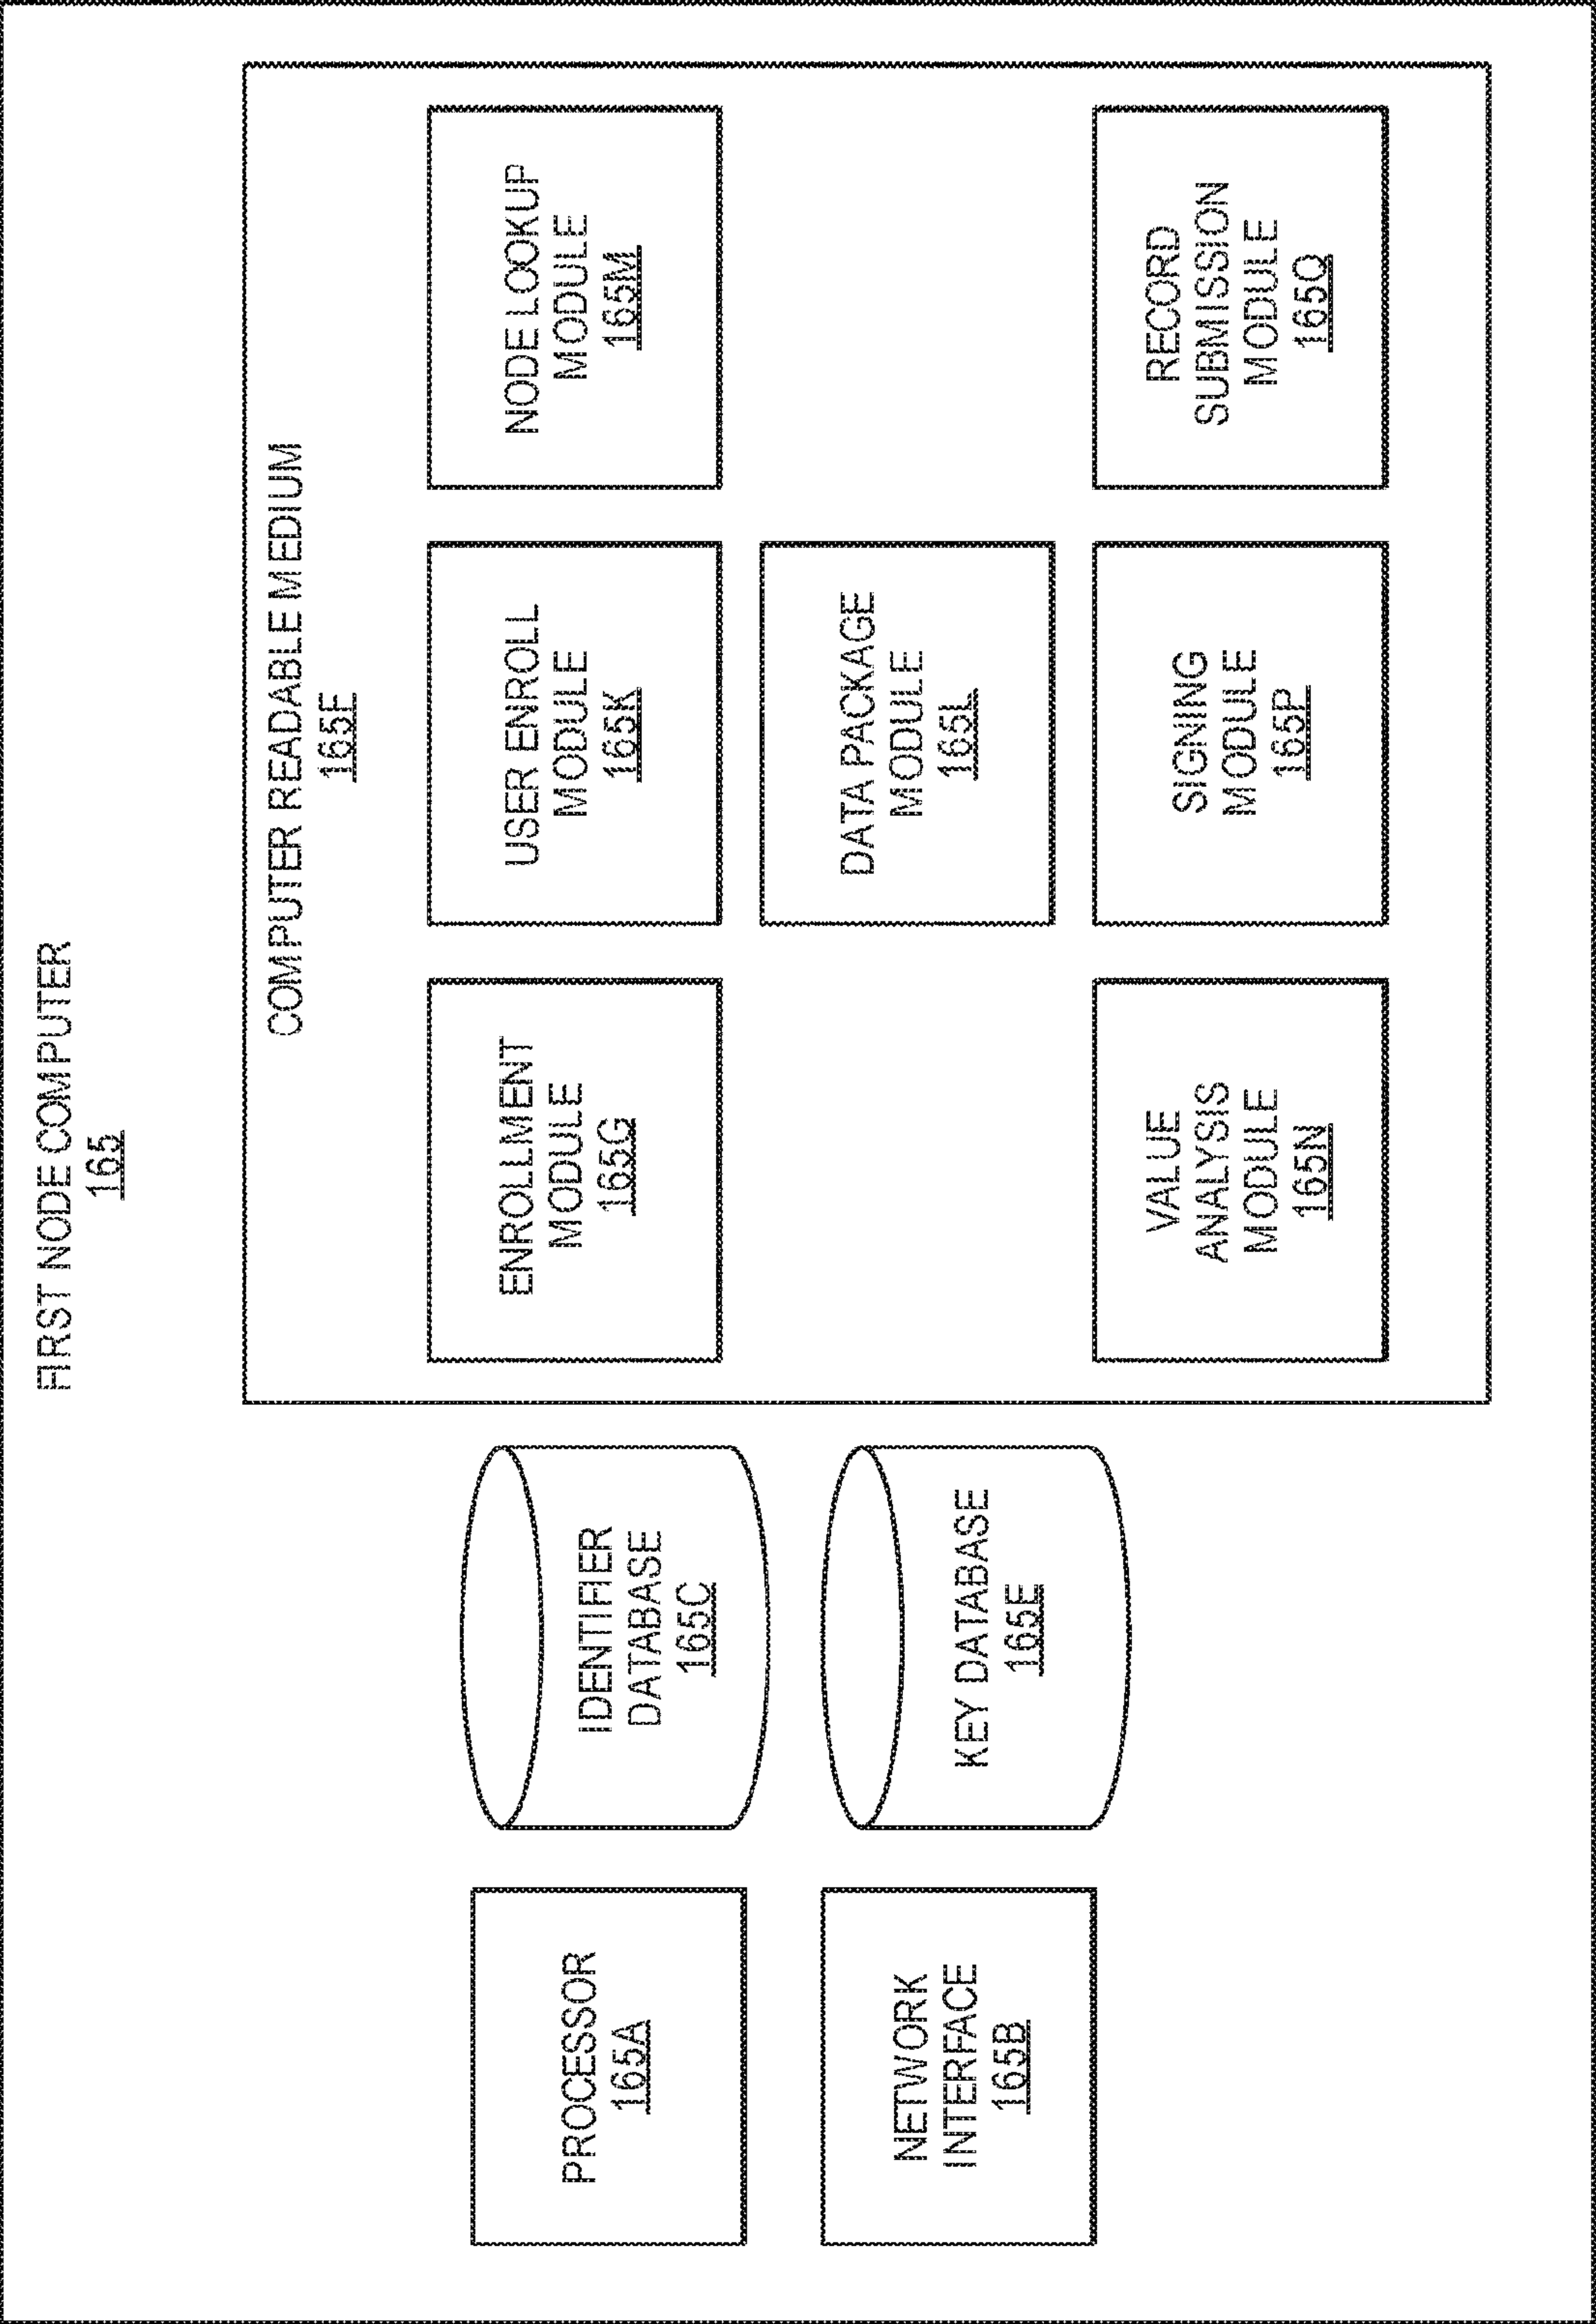 FIRST NODE COMPUTER
165
PROCESSOR
165A
NETWORK
INTERFACE
165B
IDENTIFIER
DATABASE
165C
KEY DATABASE
165E
COMPUTER READABLE MEDIUM
165F
ENROLLMENT
MODULE
165G
USER ENROLL
MODULE
165K
NODE LOOKUP
MODULE
165M
DATA PACKAGE
MODULE
165L
VALUE
ANALYSIS
MODULE
165N
SIGNING
MODULE
165P
RECORD
SUBMISSION
MODULE
165Q